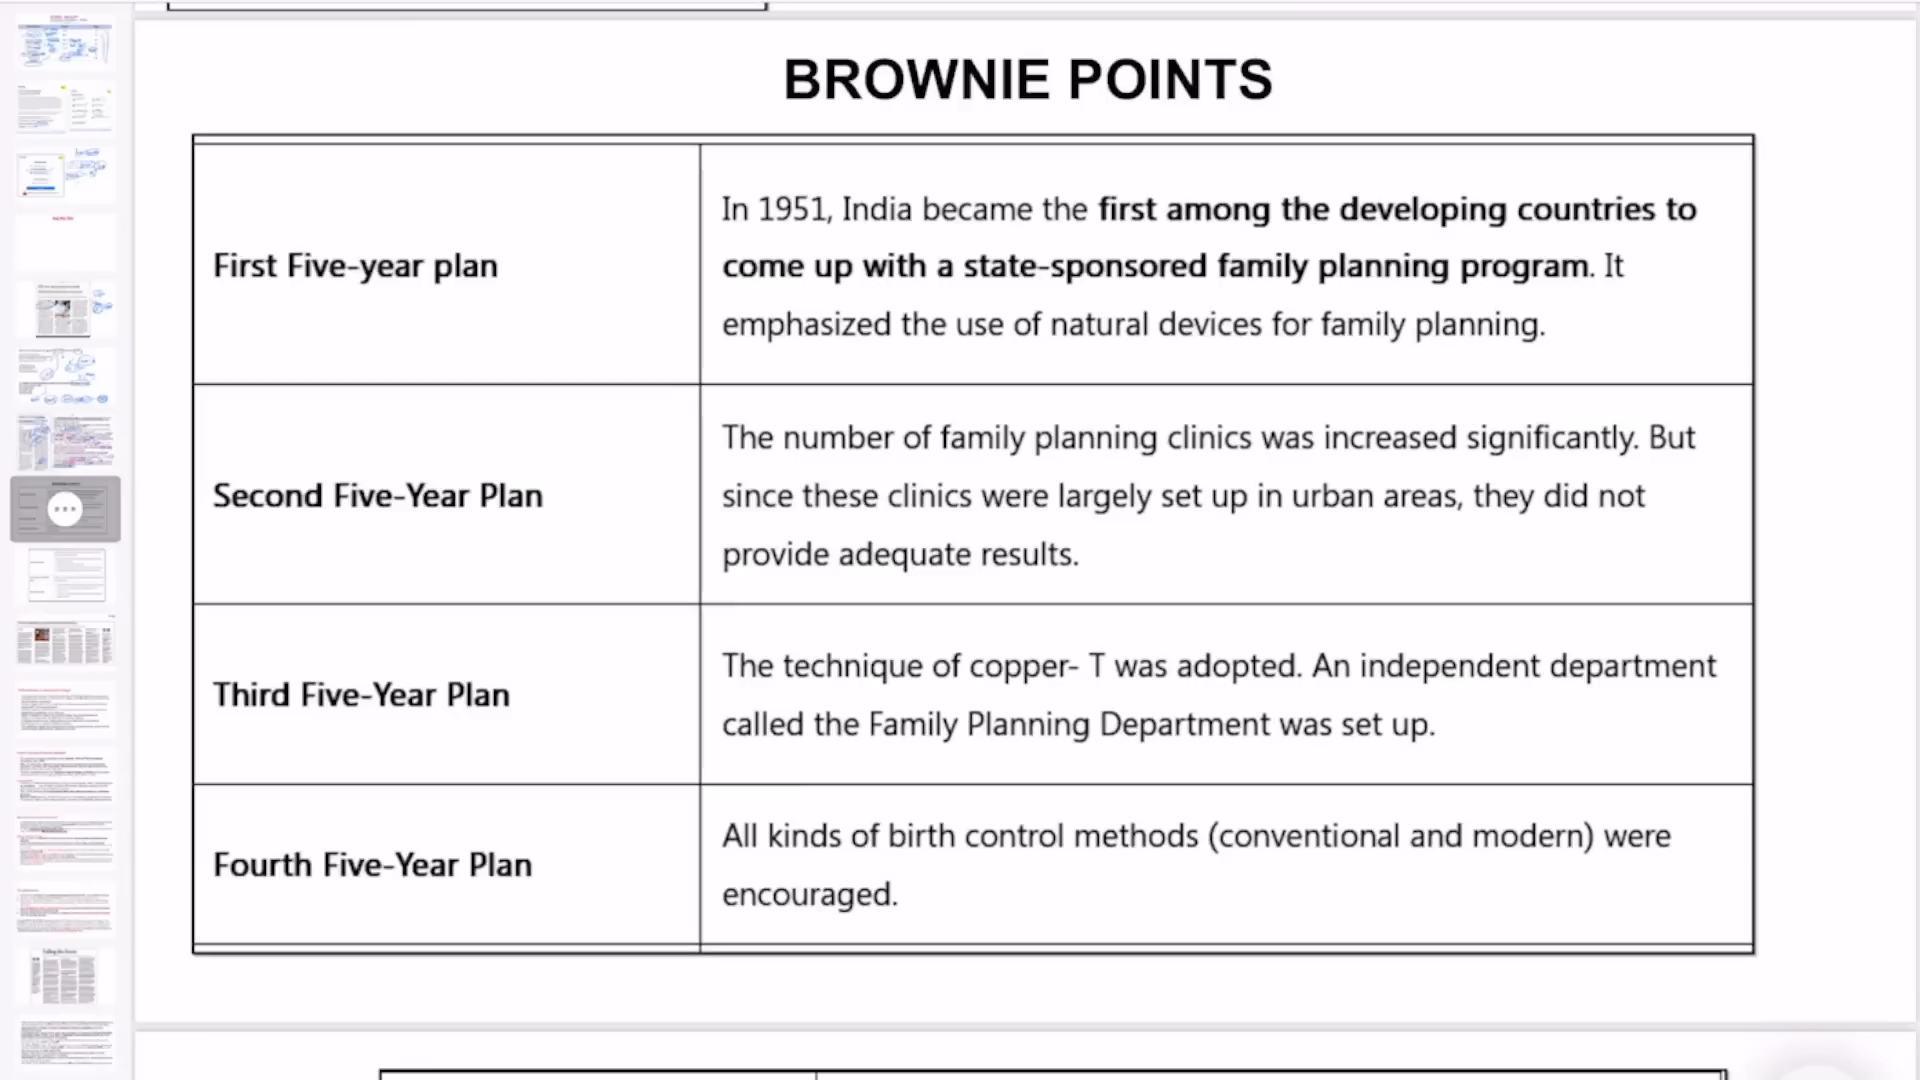 BROWNIE POINTS
First Five-year plan
In 1951, India became the first among the developing countries to
come up with a state-sponsored family planning program. It
emphasized the use of natural devices for family planning.
Second Five-Year Plan
The number of family planning clinics was increased significantly. But
since these clinics were largely set up in urban areas, they did not
provide adequate results.
Third Five-Year Plan
The technique of copper- T was adopted. An independent department
called the Family Planning Department was set up.
Fourth Five-Year Plan
All kinds of birth control methods (conventional and modern) were
encouraged.